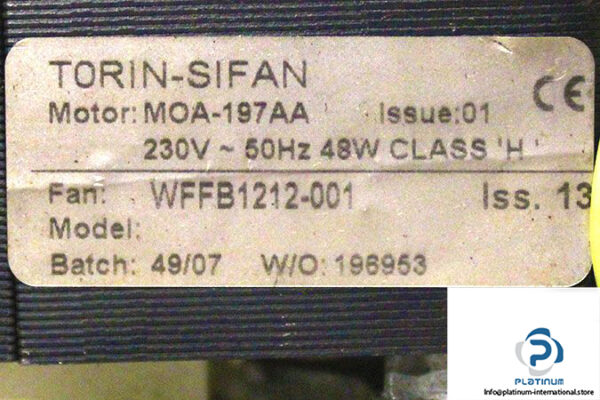 TORIN-SIFAN
CE
Motor: MOA-197AA Issue:01
230V ~ 50Hz 48W CLASS 'H'
Fan: WFFB1212-001 Iss. 13
Model:
Batch: 49/07 W/O: 196953
PLATINUM
Info@platinum-international.store